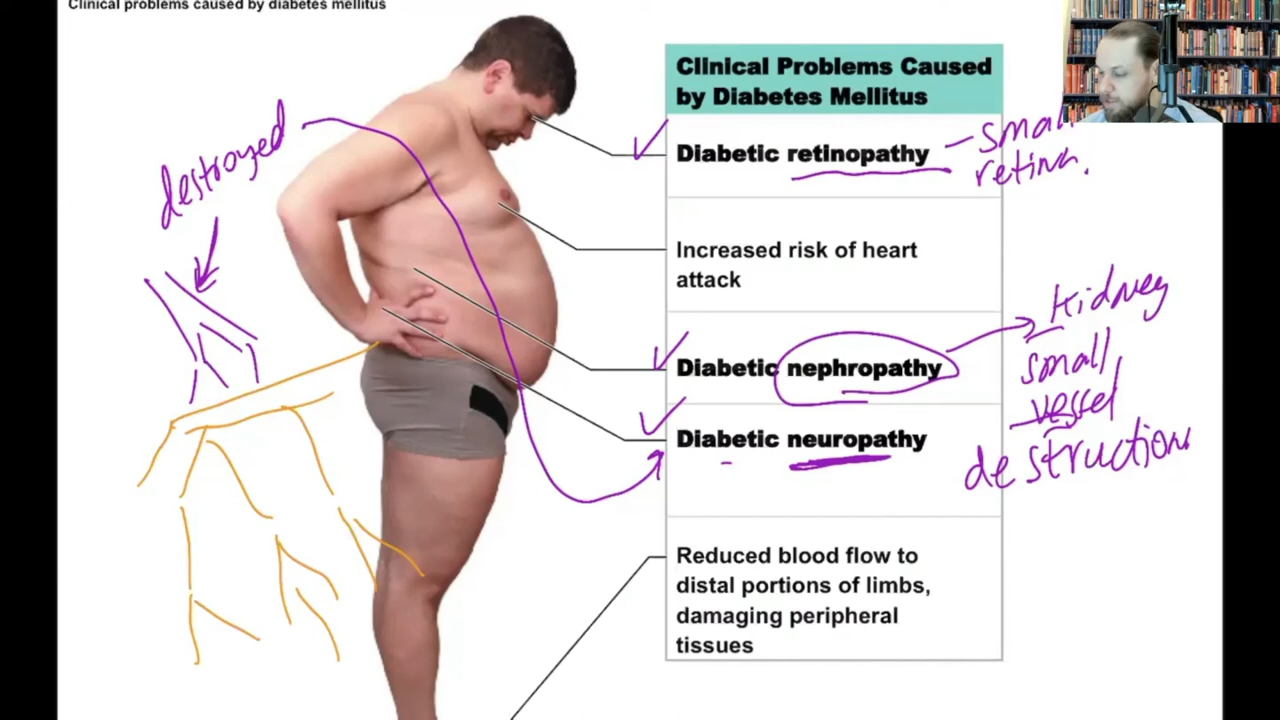 Clinical problems caused by diabetes mellitus
Clinical Problems Caused
by Diabetes Mellitus
Diabetic retinopathy
small
retina.
destroyed
Increased risk of heart
attack
Diabetic nephropathy
Kidney
small
vessel
destruction
Diabetic neuropathy
Reduced blood flow to
distal portions of limbs,
damaging peripheral
tissues